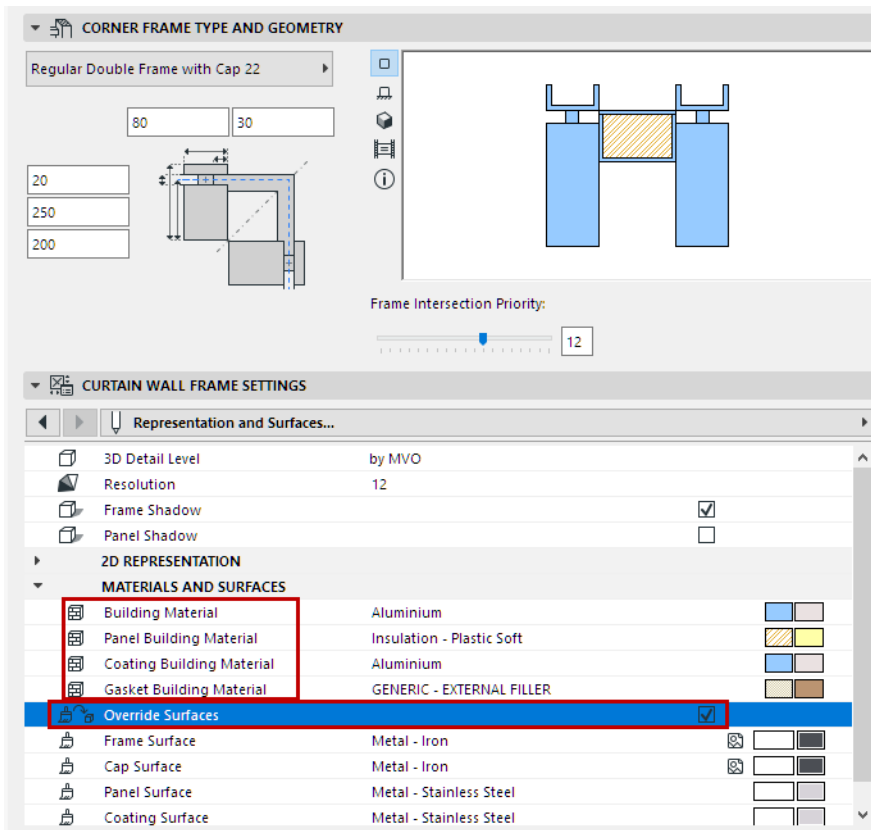 CORNER FRAME TYPE AND GEOMETRY
Regular Double Frame with Cap 22
80 30
20
250
200
Frame Intersection Priority:
12
CURTAIN WALL FRAME SETTINGS
Representation and Surfaces...
3D Detail Level by MVO
Resolution 12
Frame Shadow
Panel Shadow
2D REPRESENTATION
MATERIALS AND SURFACES
Building Material Aluminium
Panel Building Material Insulation - Plastic Soft
Coating Building Material Aluminium
Gasket Building Material GENERIC - EXTERNAL FILLER
Override Surfaces
Frame Surface Metal - Iron
Cap Surface Metal - Iron
Panel Surface Metal - Stainless Steel
Coating Surface Metal - Stainless Steel